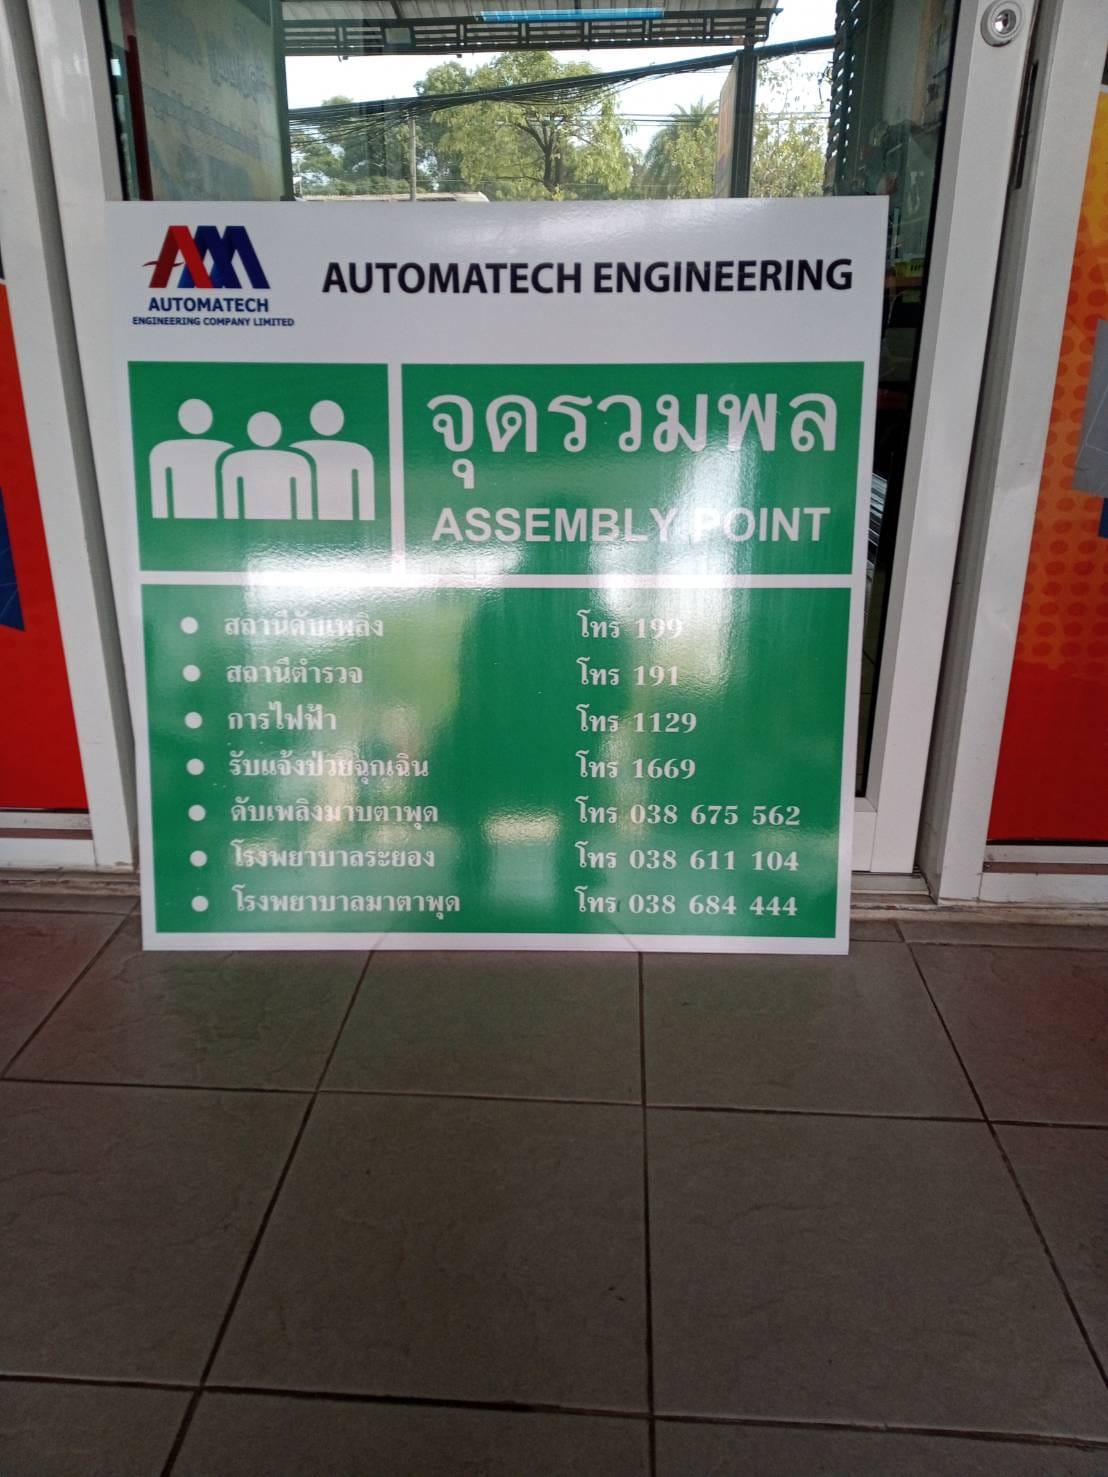 AUTOMATECH
ENGINEERING COMPANY LIMITED
AUTOMATECH ENGINEERING
จุดรวมพล
ASSEMBLY POINT
สถานีดับเพลิง โทร 199
สถานีตำรวจ โทร 191
การไฟฟ้า โทร 1129
รับแจ้งป่วยฉุกเฉิน โทร 1669
ดับเพลิงมาบตาพุด โทร 038 675 562
โรงพยาบาลระยอง โทร 038 611 104
โรงพยาบาลมาตาพุด โทร 038 684 444